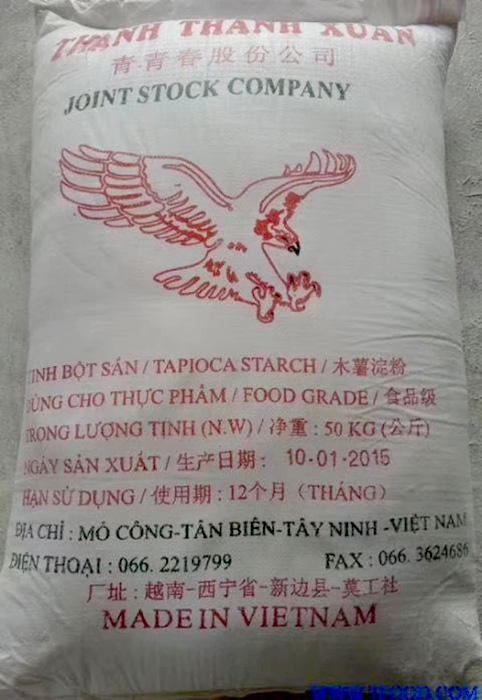 THANH THANH XUAN
青青春股份公司
JOINT STOCK COMPANY
TINH BỘT SẮN / TAPIOCA STARCH / 木薯淀粉
DÙNG CHO THỰC PHẨM / FOOD GRADE / 食品级
TRONG LƯỢNG TỊNH (N.W) / 净重 : 50 KG (公斤)
NGÀY SẢN XUẤT / 生产日期 : 10-01-2015
HẠN SỬ DỤNG / 使用期 : 12个月 (THÁNG)
ĐỊA CHỈ : MỎ CÔNG-TÂN BIÊN-TÂY NINH -VIỆT NAM
ĐIỆN THOẠI : 066. 2219799 FAX : 066. 3624686
厂址 : 越南-西宁省-新边县-莫工社
MADE IN VIETNAM